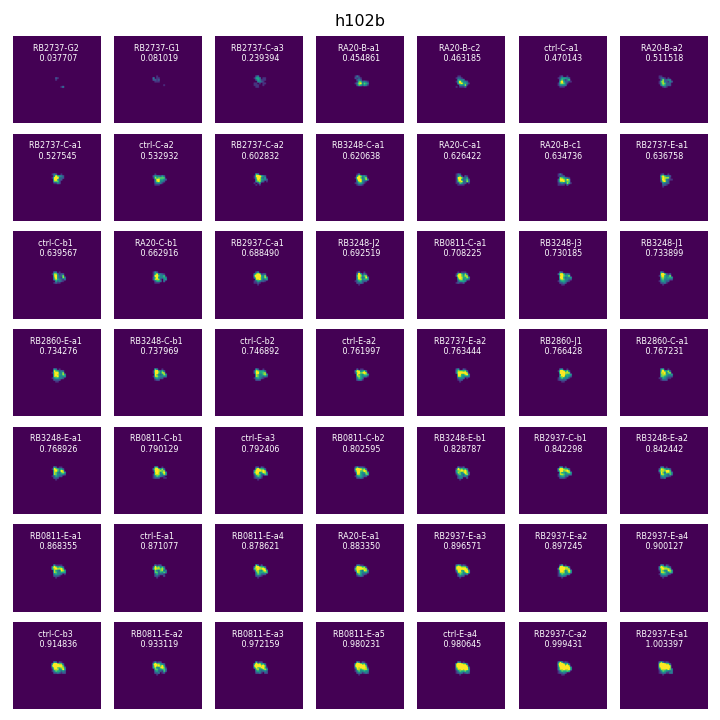 h102b
RB2737-G2
0.037707
RB2737-G1
0.081019
RB2737-C-a3
0.239394
RA20-B-a1
0.454861
RA20-B-c2
0.463185
ctrl-C-a1
0.470143
RA20-B-a2
0.511518
RB2737-C-a1
0.527545
ctrl-C-a2
0.532932
RB2737-C-a2
0.602832
RB3248-C-a1
0.620638
RA20-C-a1
0.626422
RA20-B-c1
0.634736
RB2737-E-a1
0.636758
ctrl-C-b1
0.639567
RA20-C-b1
0.662916
RB2937-C-a1
0.688490
RB3248-J2
0.692519
RB0811-C-a1
0.708225
RB3248-J3
0.730185
RB3248-J1
0.733899
RB2860-E-a1
0.734276
RB3248-C-b1
0.737969
ctrl-C-b2
0.746892
ctrl-E-a2
0.761997
RB2737-E-a2
0.763444
RB2860-J1
0.766428
RB2860-C-a1
0.767231
RB3248-E-a1
0.768926
RB0811-C-b1
0.790129
ctrl-E-a3
0.792406
RB0811-C-b2
0.802595
RB3248-E-b1
0.828787
RB2937-C-b1
0.842298
RB3248-E-a2
0.842442
RB0811-E-a1
0.868355
ctrl-E-a1
0.871077
RB0811-E-a4
0.878621
RA20-E-a1
0.883350
RB2937-E-a3
0.896571
RB2937-E-a2
0.897245
RB2937-E-a4
0.900127
ctrl-C-b3
0.914836
RB0811-E-a2
0.933119
RB0811-E-a3
0.972159
RB0811-E-a5
0.980231
ctrl-E-a4
0.980645
RB2937-C-a2
0.999431
RB2937-E-a1
1.003397